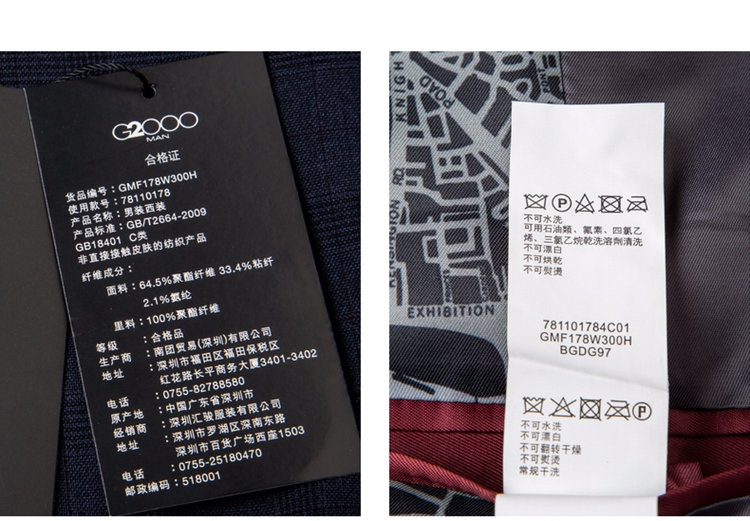 G2000
MAN
合格证
货品编号：GMF178W300H
使用款号：78110178
产品名称：男装西装
产品标准：GB/T2664-2009
GB18401 C类
非直接接触皮肤的纺织产品
纤维成分：
面料：64.5%聚酯纤维 33.4%粘纤
2.1%氨纶
里料：100%聚酯纤维
等级：合格品
生产商：南团贸易(深圳)有限公司
地址：深圳市福田区福田保税区
红花路长平商务大厦3401-3402
电话：0755-82788580
原产地：中国广东省深圳市
经销商：深圳汇骏服装有限公司
地址：深圳市罗湖区深南东路
深圳市百货广场西座1503
电话：0755-25180470
邮政编码：518001
KNIGH
ROAD
KENSINGTON RD.
EXHIBITION
不可水洗
可用石油類、氟素、四氯乙
烯、三氯乙烷乾洗溶劑清洗
不可漂白
不可烘乾
不可熨燙
781101784C01
GMF178W300H
BGDG97
不可水洗
不可漂白
不可翻转干燥
不可熨烫
常规干洗